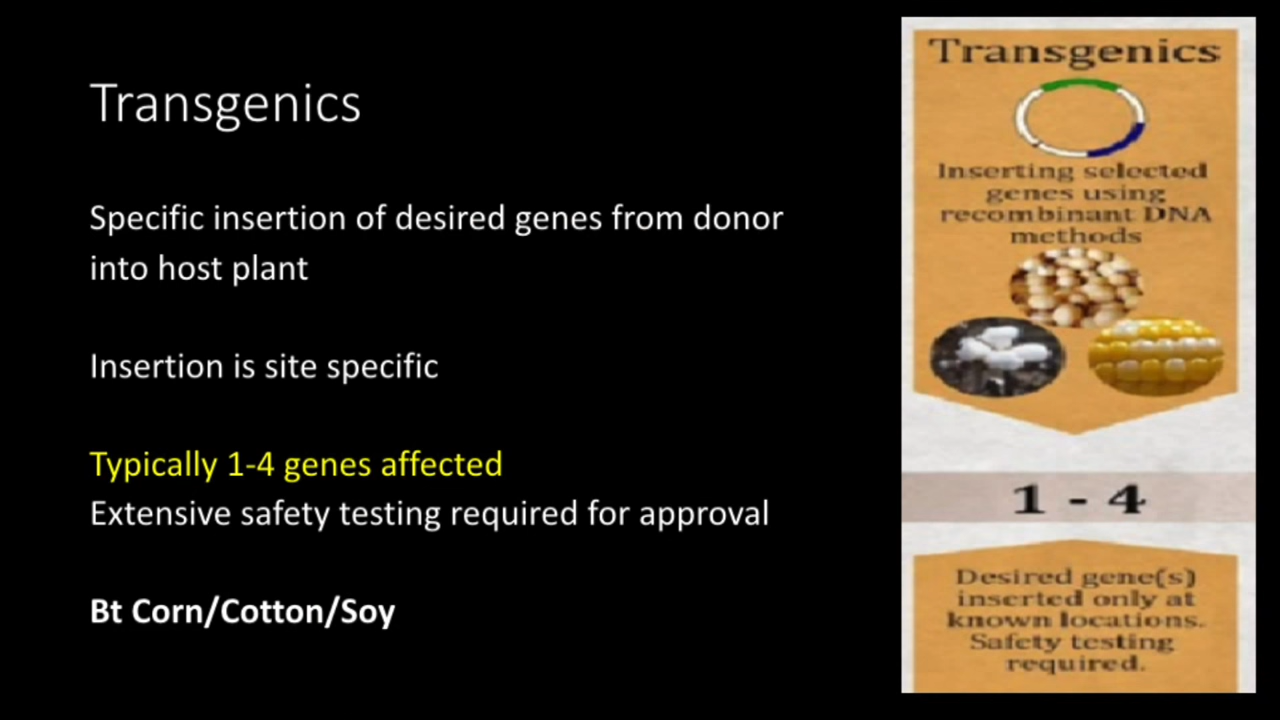 Transgenics
Specific insertion of desired genes from donor
into host plant
Insertion is site specific
Typically 1-4 genes affected
Extensive safety testing required for approval
Bt Corn/Cotton/Soy
Transgenics
Inserting selected
genes using
recombinant DNA
methods
1 - 4
Desired gene(s)
inserted only at
known locations.
Safety testing
required.